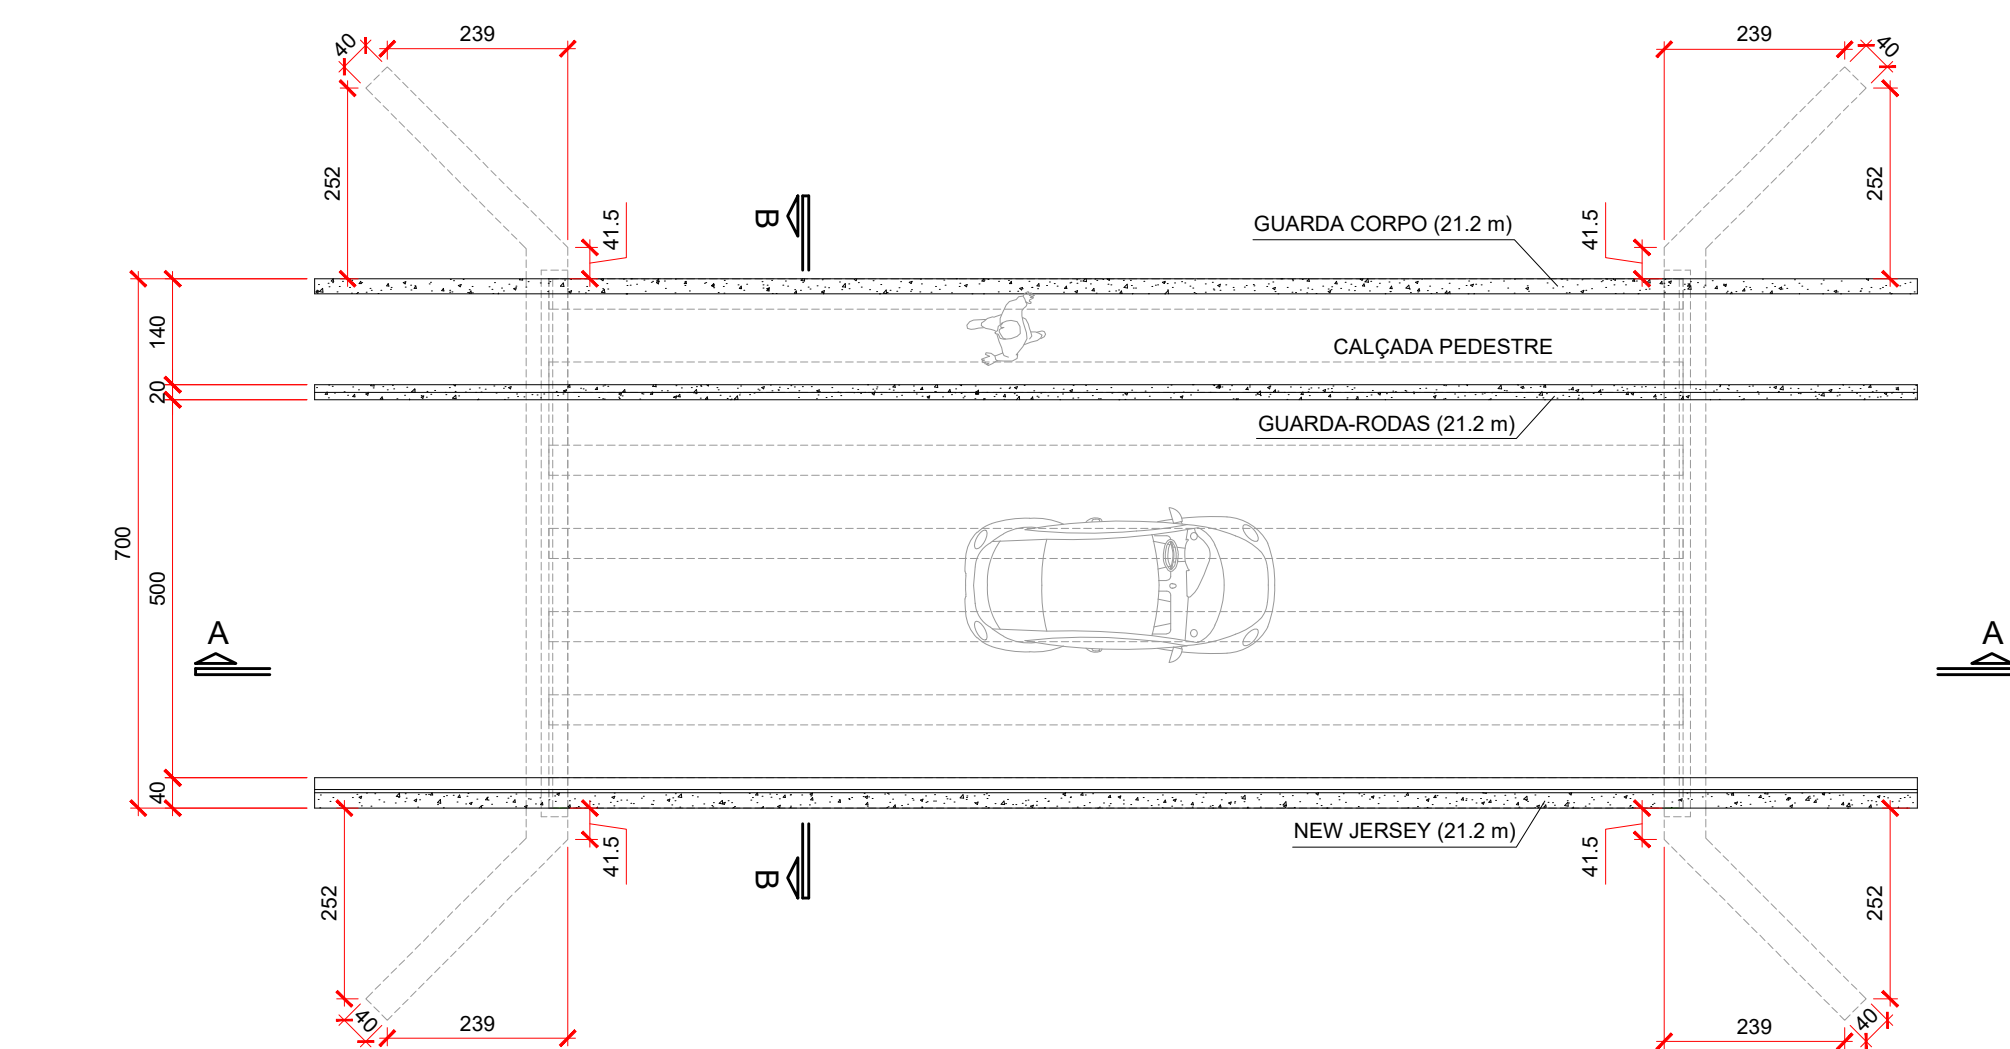 239
239
40
40
252
252
B
41.5
GUARDA CORPO (21.2 m)
41.5
140
CALÇADA PEDESTRE
20
GUARDA-RODAS (21.2 m)
700
500
A
A
40
NEW JERSEY (21.2 m)
41.5
41.5
B
252
252
40
239
239
40